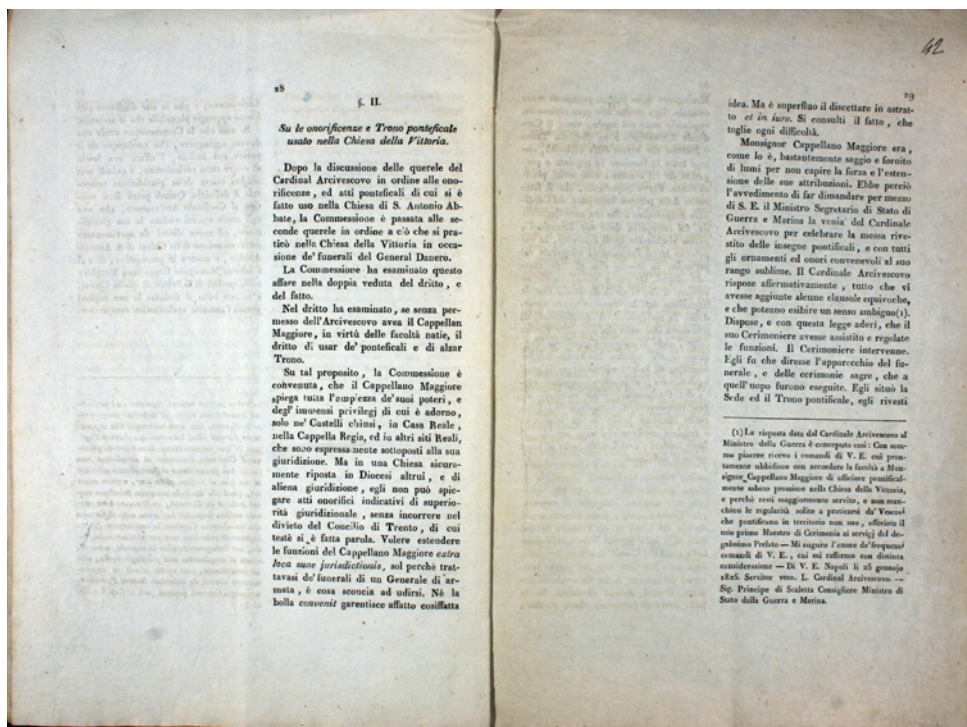 28
§. II.
Su le onorificenze e Trono ponteficale
usato nella Chiesa della Vittoria.
Dopo la discussione delle querele del
Cardinal Arcivescovo in ordine alle ono-
rificenze, ed atti ponteficali di cui si è
fatto uso nella Chiesa di S. Antonio Ab-
bate, la Commessione è passata alle se-
conde querele in ordine a ciò che si pra-
ticò nella Chiesa della Vittoria in occa-
sione de' funerali del General Danero.
La Commessione ha esaminato questo
affare nella doppia veduta del dritto, e
del fatto.
Nel dritto ha esaminato, se senza per-
messo dell'Arcivescovo avea il Cappellan
Maggiore, in virtù delle facoltà natie, il
dritto di usar de' ponteficali e di alzar
Trono.
Su tal proposito, la Commessione è
convenuta, che il Cappellano Maggiore
spiega tutta l'empiezza de' suoi poteri, e
degl' immensi privilegj di cui è adorno,
solo ne' Castelli chiusi, in Casa Reale,
nella Cappella Regia, ed in altri siti Reali,
che sono espressamente sottoposti alla sua
giuridizione. Ma in una Chiesa sicura-
mente riposta in Diocesi altrui, e di
aliena giuridizione, egli non può spie-
gare atti onorifici indicativi di superio-
rità giuridizionale, senza incorrere nel
divieto del Concilio di Trento, di cui
testè si è fatta parola. Volere estendere
le funzioni del Cappellano Maggiore extra
loca suae jurisdictionis, sol perchè trat-
tavasi de' funerali di un Generale di ar-
mata, è cosa sconcia ad udirsi. Nè la
bolla convenit garentisce affatto cosiffatta
42
29
idea. Ma è superfluo il discettare in astrat-
to et in iure. Si consulti il fatto, che
toglie ogni difficoltà.
Monsignor Cappellano Maggiore era,
come lo è, bastantemente saggio e fornito
di lumi per non capire la forza e l'esten-
sione delle sue attribuzioni. Ebbe perciò
l'avvedimento di far dimandare per mezzo
di S. E. il Ministro Segretario di Stato di
Guerra e Marina la venia del Cardinale
Arcivescovo per celebrare la messa rive-
stito delle insegne pontificali, e con tutti
gli ornamenti ed onori convenevoli al suo
rango sublime. Il Cardinale Arcivescovo
rispose affermativamente, tutto che vi
avesse aggiunte alcune clausole equivoche,
e che poteano esibire un senso ambiguo(1).
Dispose, e con questa legge aderì, che il
suo Cerimoniere avesse assistito e regolate
le funzioni. Il Cerimoniere intervenne.
Egli fu che diresse l'apparecchio del fu-
nerale, e delle cerimonie sagre, che a
quell'uopo furono eseguite. Egli situò la
Sede ed il Trono pontificale, egli rivestì
(1) La risposta data dal Cardinale Arcivescovo al
Ministro della Guerra è concepata così: Con som-
mo piacere ricevo i comandi di V. E. cui pron-
tamente ubbidisco con accordare la facoltà a Mon-
signor Cappellano Maggiore di officiare pontifical-
mente sabato prossimo nella Chiesa della Vittoria,
e perchè resti maggiormente servito, e non man-
chino le regolarità solite a praticarsi da' Vescovi
che pontificano in territorio non suo, offerisco il
mio primo Maestro di Cerimonia ai servigj del de-
gnissimo Prelato — Mi auguro l'onore de' frequenti
comandi di V. E., cui mi raffermo con distinta
considerazione — Di V. E. Napoli lì 25 gennajo
1826. Servitor vero. L. Cardinal Arcivescovo. —
Sig. Principe di Scaletta Consigliere Ministro di
Stato della Guerra e Marina.